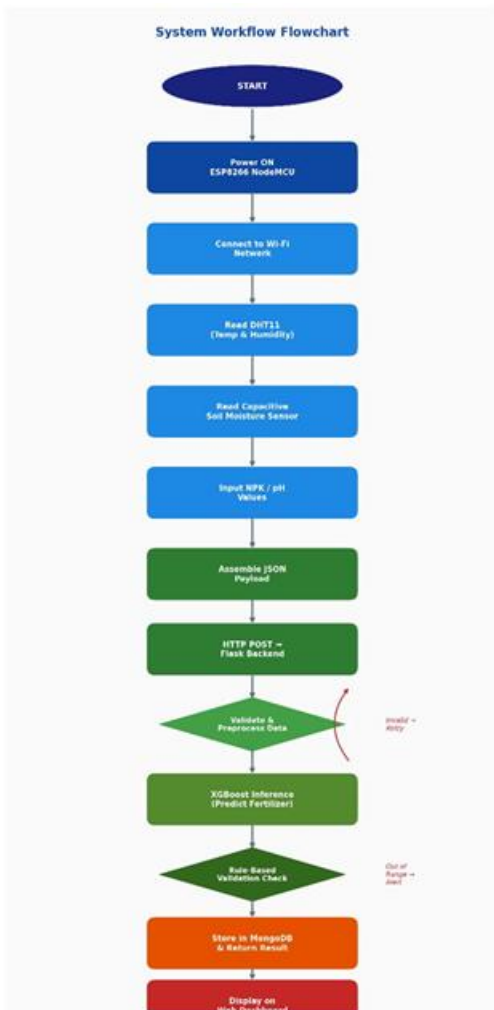 System Workflow Flowchart
START
Power ON
ESP8266 NodeMCU
Connect to Wi-Fi
Network
Read DHT11
(Temp & Humidity)
Read Capacitive
Soil Moisture Sensor
Input NPK / pH
Values
Assemble JSON
Payload
HTTP POST →
Flask Backend
Validate &
Preprocess Data
Invalid →
Retry
XGBoost Inference
(Predict Fertilizer)
Rule-Based
Validation Check
Out of
Range →
Alert
Store in MongoDB
& Return Result
Display on
Web Dashboard